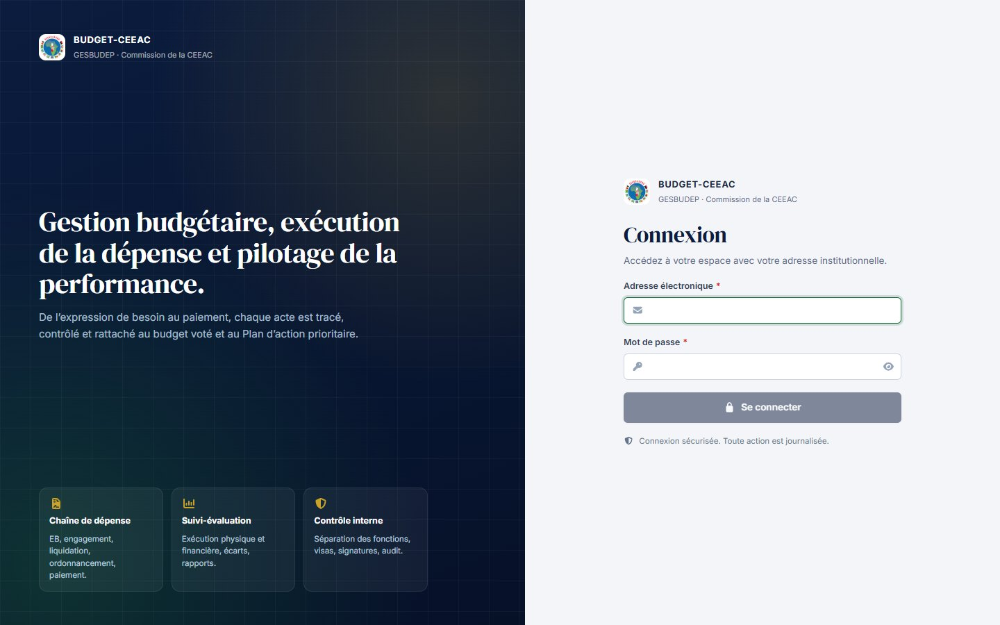 BUDGET-CEEAC
GESBUDEP · Commission de la CEEAC
Gestion budgétaire, exécution
de la dépense et pilotage de la
performance.
De l’expression de besoin au paiement, chaque acte est tracé,
contrôlé et rattaché au budget voté et au Plan d’action prioritaire.
Chaîne de dépense
EB, engagement,
liquidation,
ordonnancement,
paiement.
Suivi-évaluation
Exécution physique et
financière, écarts,
rapports.
Contrôle interne
Séparation des fonctions,
visas, signatures, audit.
BUDGET-CEEAC
GESBUDEP · Commission de la CEEAC
Connexion
Accédez à votre espace avec votre adresse institutionnelle.
Adresse électronique *
Mot de passe *
Se connecter
Connexion sécurisée. Toute action est journalisée.